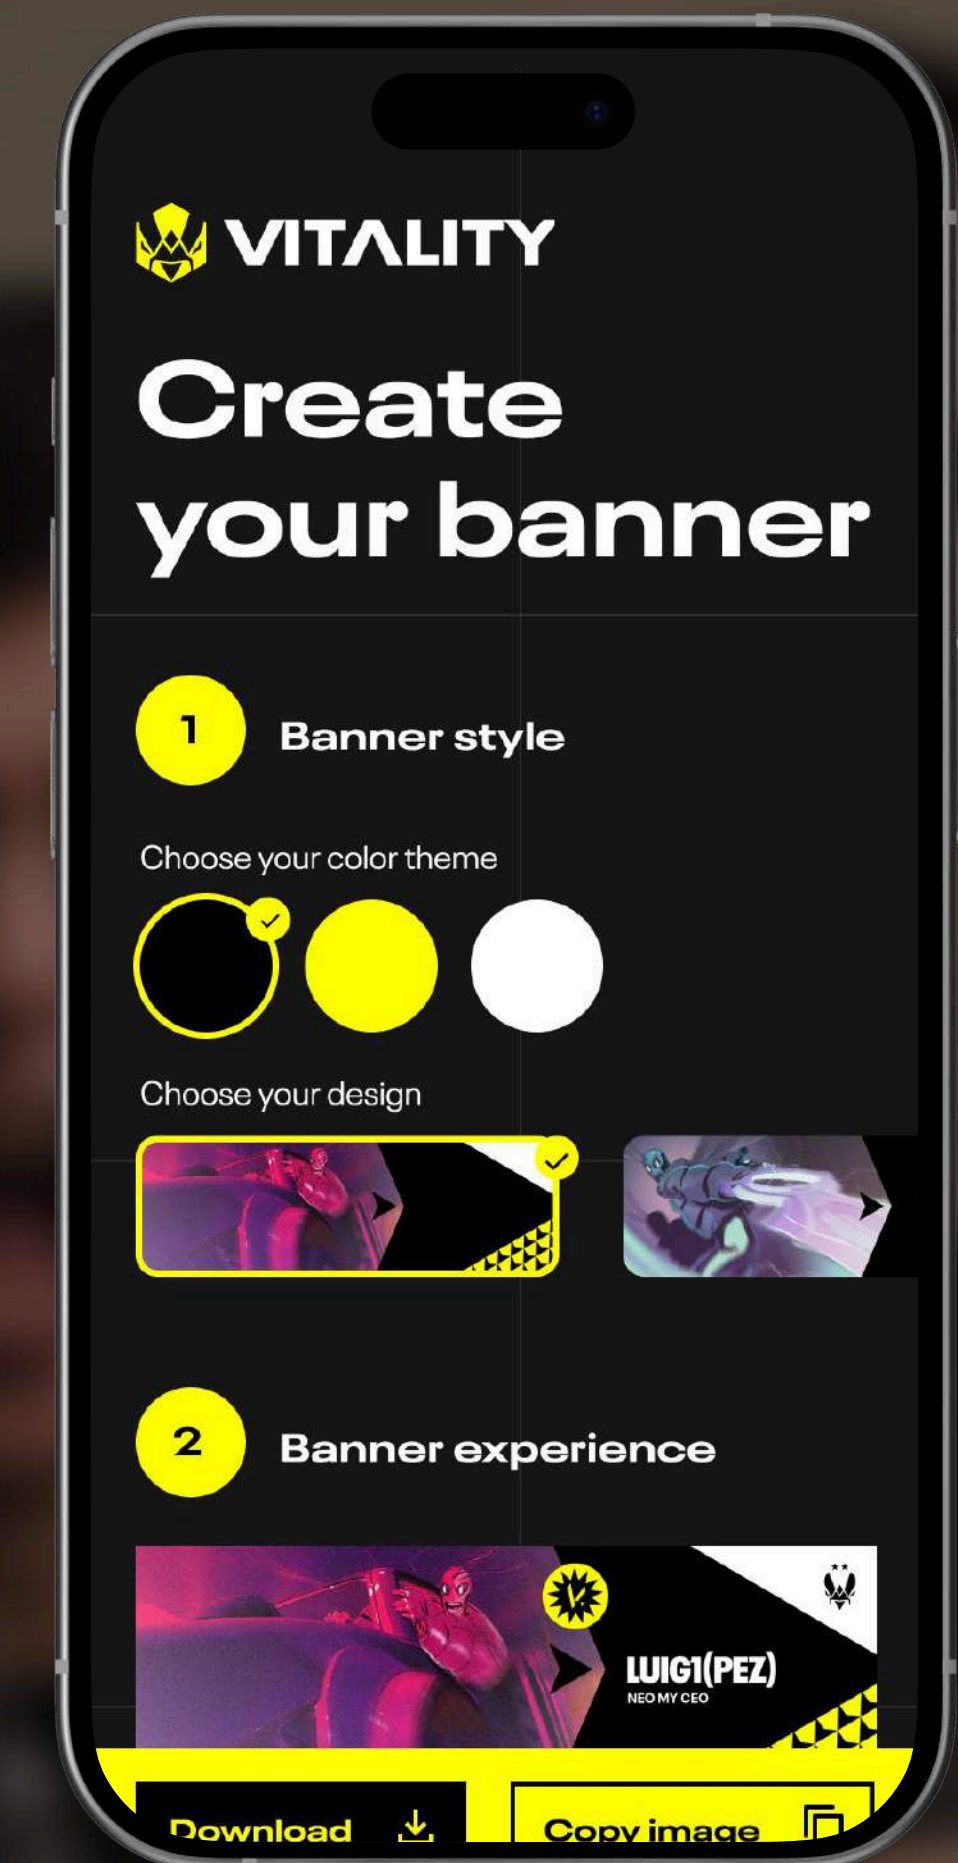 VITALITY
Create
your banner
1
Banner style
Choose your color theme
Choose your design
2
Banner experience
LUIG1(PEZ)
NEO MY CEO
Download
Copy image